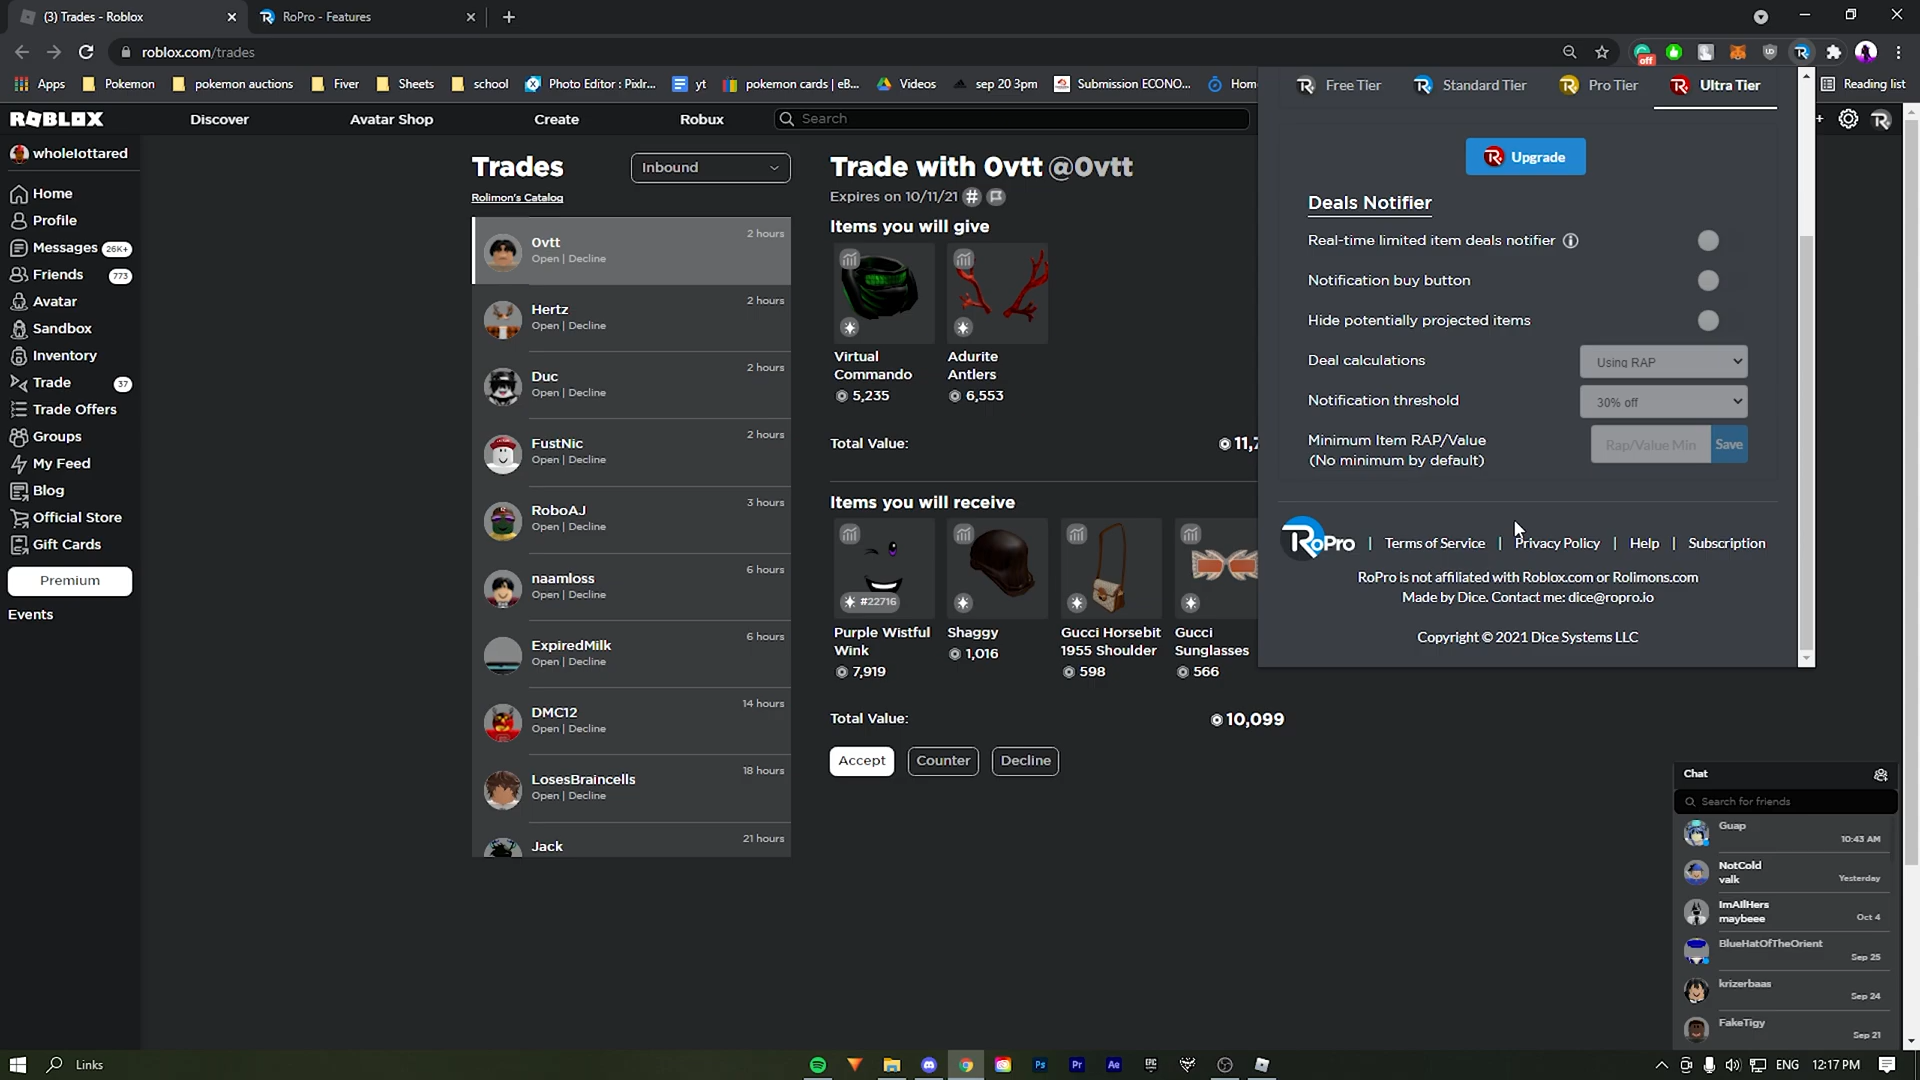 (3) Trades - Roblox
RoPro - Features
roblox.com/trades
off
Apps
Pokemon
pokemon auctions
Fiver
Sheets
school
Photo Editor : Pixlr...
yt
pokemon cards | eB...
Videos
sep 20 3pm
Submission ECONO...
Hom
Reading list
Free Tier
Standard Tier
Pro Tier
Ultra Tier
ROBLOX
Discover
Avatar Shop
Create
Robux
Search
wholelottared
Home
Profile
Messages 26K+
Friends 773
Avatar
Sandbox
Inventory
Trade 37
Trade Offers
Groups
My Feed
Blog
Official Store
Gift Cards
Premium
Events
Trades
Inbound
Rolimon's Catalog
0vtt 2 hours
Open | Decline
Hertz 2 hours
Open | Decline
Duc 2 hours
Open | Decline
FustNic 2 hours
Open | Decline
RoboAJ 3 hours
Open | Decline
naamloss 6 hours
Open | Decline
ExpiredMilk 6 hours
Open | Decline
DMC12 14 hours
Open | Decline
LosesBraincells 18 hours
Open | Decline
Jack 21 hours
Trade with 0vtt @0vtt
Expires on 10/11/21 #
Items you will give
Virtual Commando
5,235
Adurite Antlers
6,553
Total Value:
Items you will receive
#22716
Purple Wistful Wink
7,919
Shaggy
1,016
Gucci Horsebit 1955 Shoulder
598
Gucci Sunglasses
566
Total Value: 10,099
Accept
Counter
Decline
Upgrade
Deals Notifier
Real-time limited item deals notifier
Notification buy button
Hide potentially projected items
Deal calculations Using RAP
Notification threshold 30% off
Minimum Item RAP/Value
(No minimum by default)
Rap/Value Min Save
RoPro | Terms of Service | Privacy Policy | Help | Subscription
RoPro is not affiliated with Roblox.com or Rolimons.com
Made by Dice. Contact me: dice@ropro.io
Copyright © 2021 Dice Systems LLC
Chat
Search for friends
Guap
10:43 AM
NotCold
valk Yesterday
ImAllHers
maybeee Oct 4
BlueHatOfTheOrient
Sep 25
krizerbaas
Sep 24
FakeTigy
Sep 21
Links
Ps
Pr
Ae
EPIC
ENG
12:17 PM